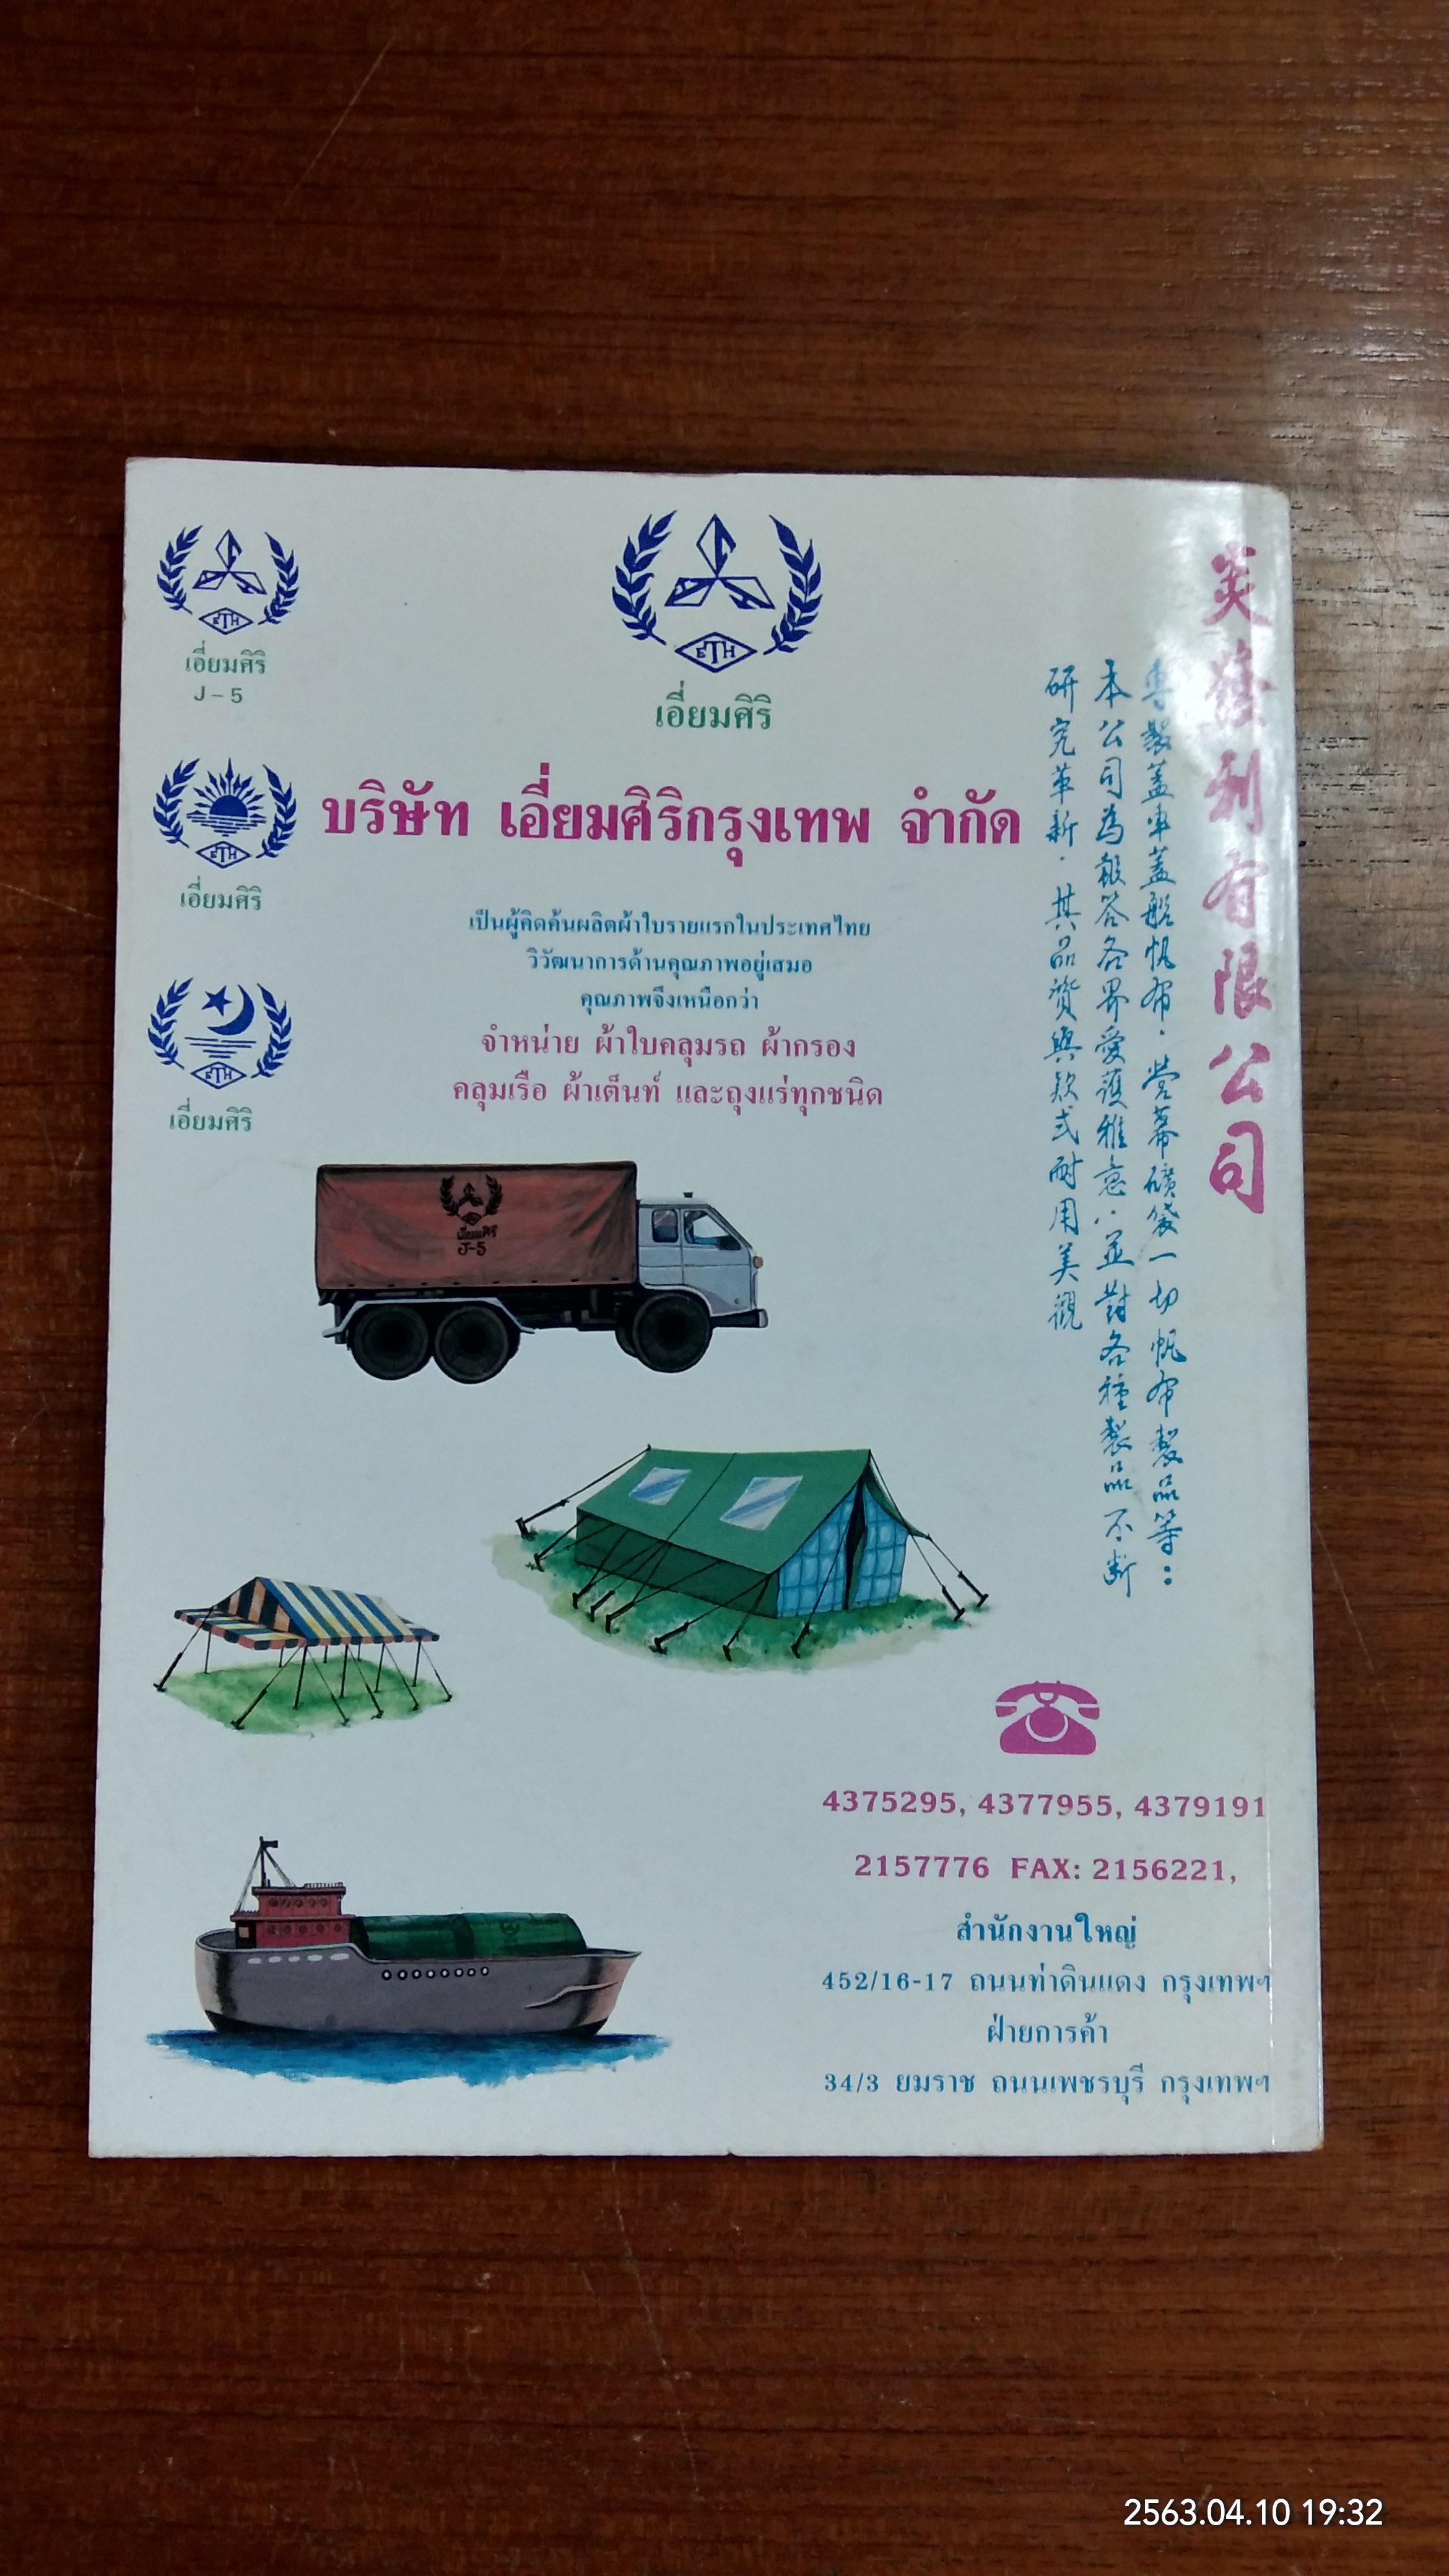 ETH
เอี่ยมศิริ
J-5
ETH
เอี่ยมศิริ
ETH
เอี่ยมศิริ
ETH
เอี่ยมศิริ
บริษัท เอี่ยมศิริกรุงเทพ จำกัด
เป็นผู้คิดค้นผลิตผ้าใบรายแรกในประเทศไทย
วิวัฒนาการด้านคุณภาพอยู่เสมอ
คุณภาพจึงเหนือกว่า
จำหน่าย ผ้าใบคลุมรถ ผ้ากรอง
คลุมเรือ ผ้าเต็นท์ และถุงแร่ทุกชนิด
利有限公司
專製蓋車蓋船帆布．營幕礦袋一切帆布製品等：
本公司為報答各界愛護雅意．並對各種製品不斷
研究革新．其品質與欵式耐用美觀
เอี่ยมศิริ
J-5
4375295, 4377955, 4379191
2157776 FAX: 2156221,
สำนักงานใหญ่
452/16-17 ถนนท่าดินแดง กรุงเทพฯ
ฝ่ายการค้า
34/3 ยมราช ถนนเพชรบุรี กรุงเทพฯ
2563.04.10 19:32